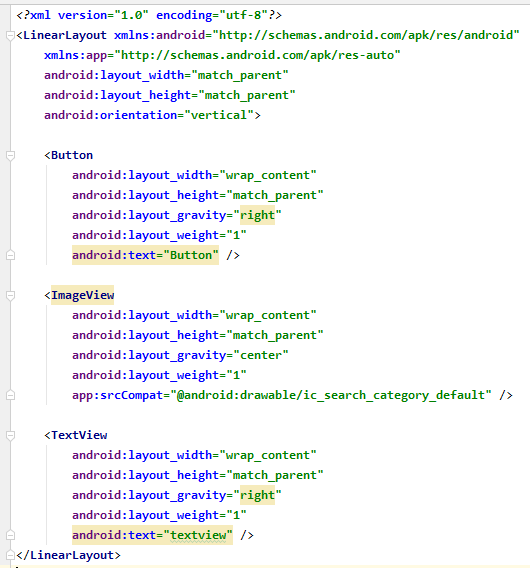 <?xml version="1.0" encoding="utf-8"?>
<LinearLayout xmlns:android="http://schemas.android.com/apk/res/android"
    xmlns:app="http://schemas.android.com/apk/res-auto"
    android:layout_width="match_parent"
    android:layout_height="match_parent"
    android:orientation="vertical">

    <Button
        android:layout_width="wrap_content"
        android:layout_height="match_parent"
        android:layout_gravity="right"
        android:layout_weight="1"
        android:text="Button" />

    <ImageView
        android:layout_width="wrap_content"
        android:layout_height="match_parent"
        android:layout_gravity="center"
        android:layout_weight="1"
        app:srcCompat="@android:drawable/ic_search_category_default" />

    <TextView
        android:layout_width="wrap_content"
        android:layout_height="match_parent"
        android:layout_gravity="right"
        android:layout_weight="1"
        android:text="textview" />
</LinearLayout>